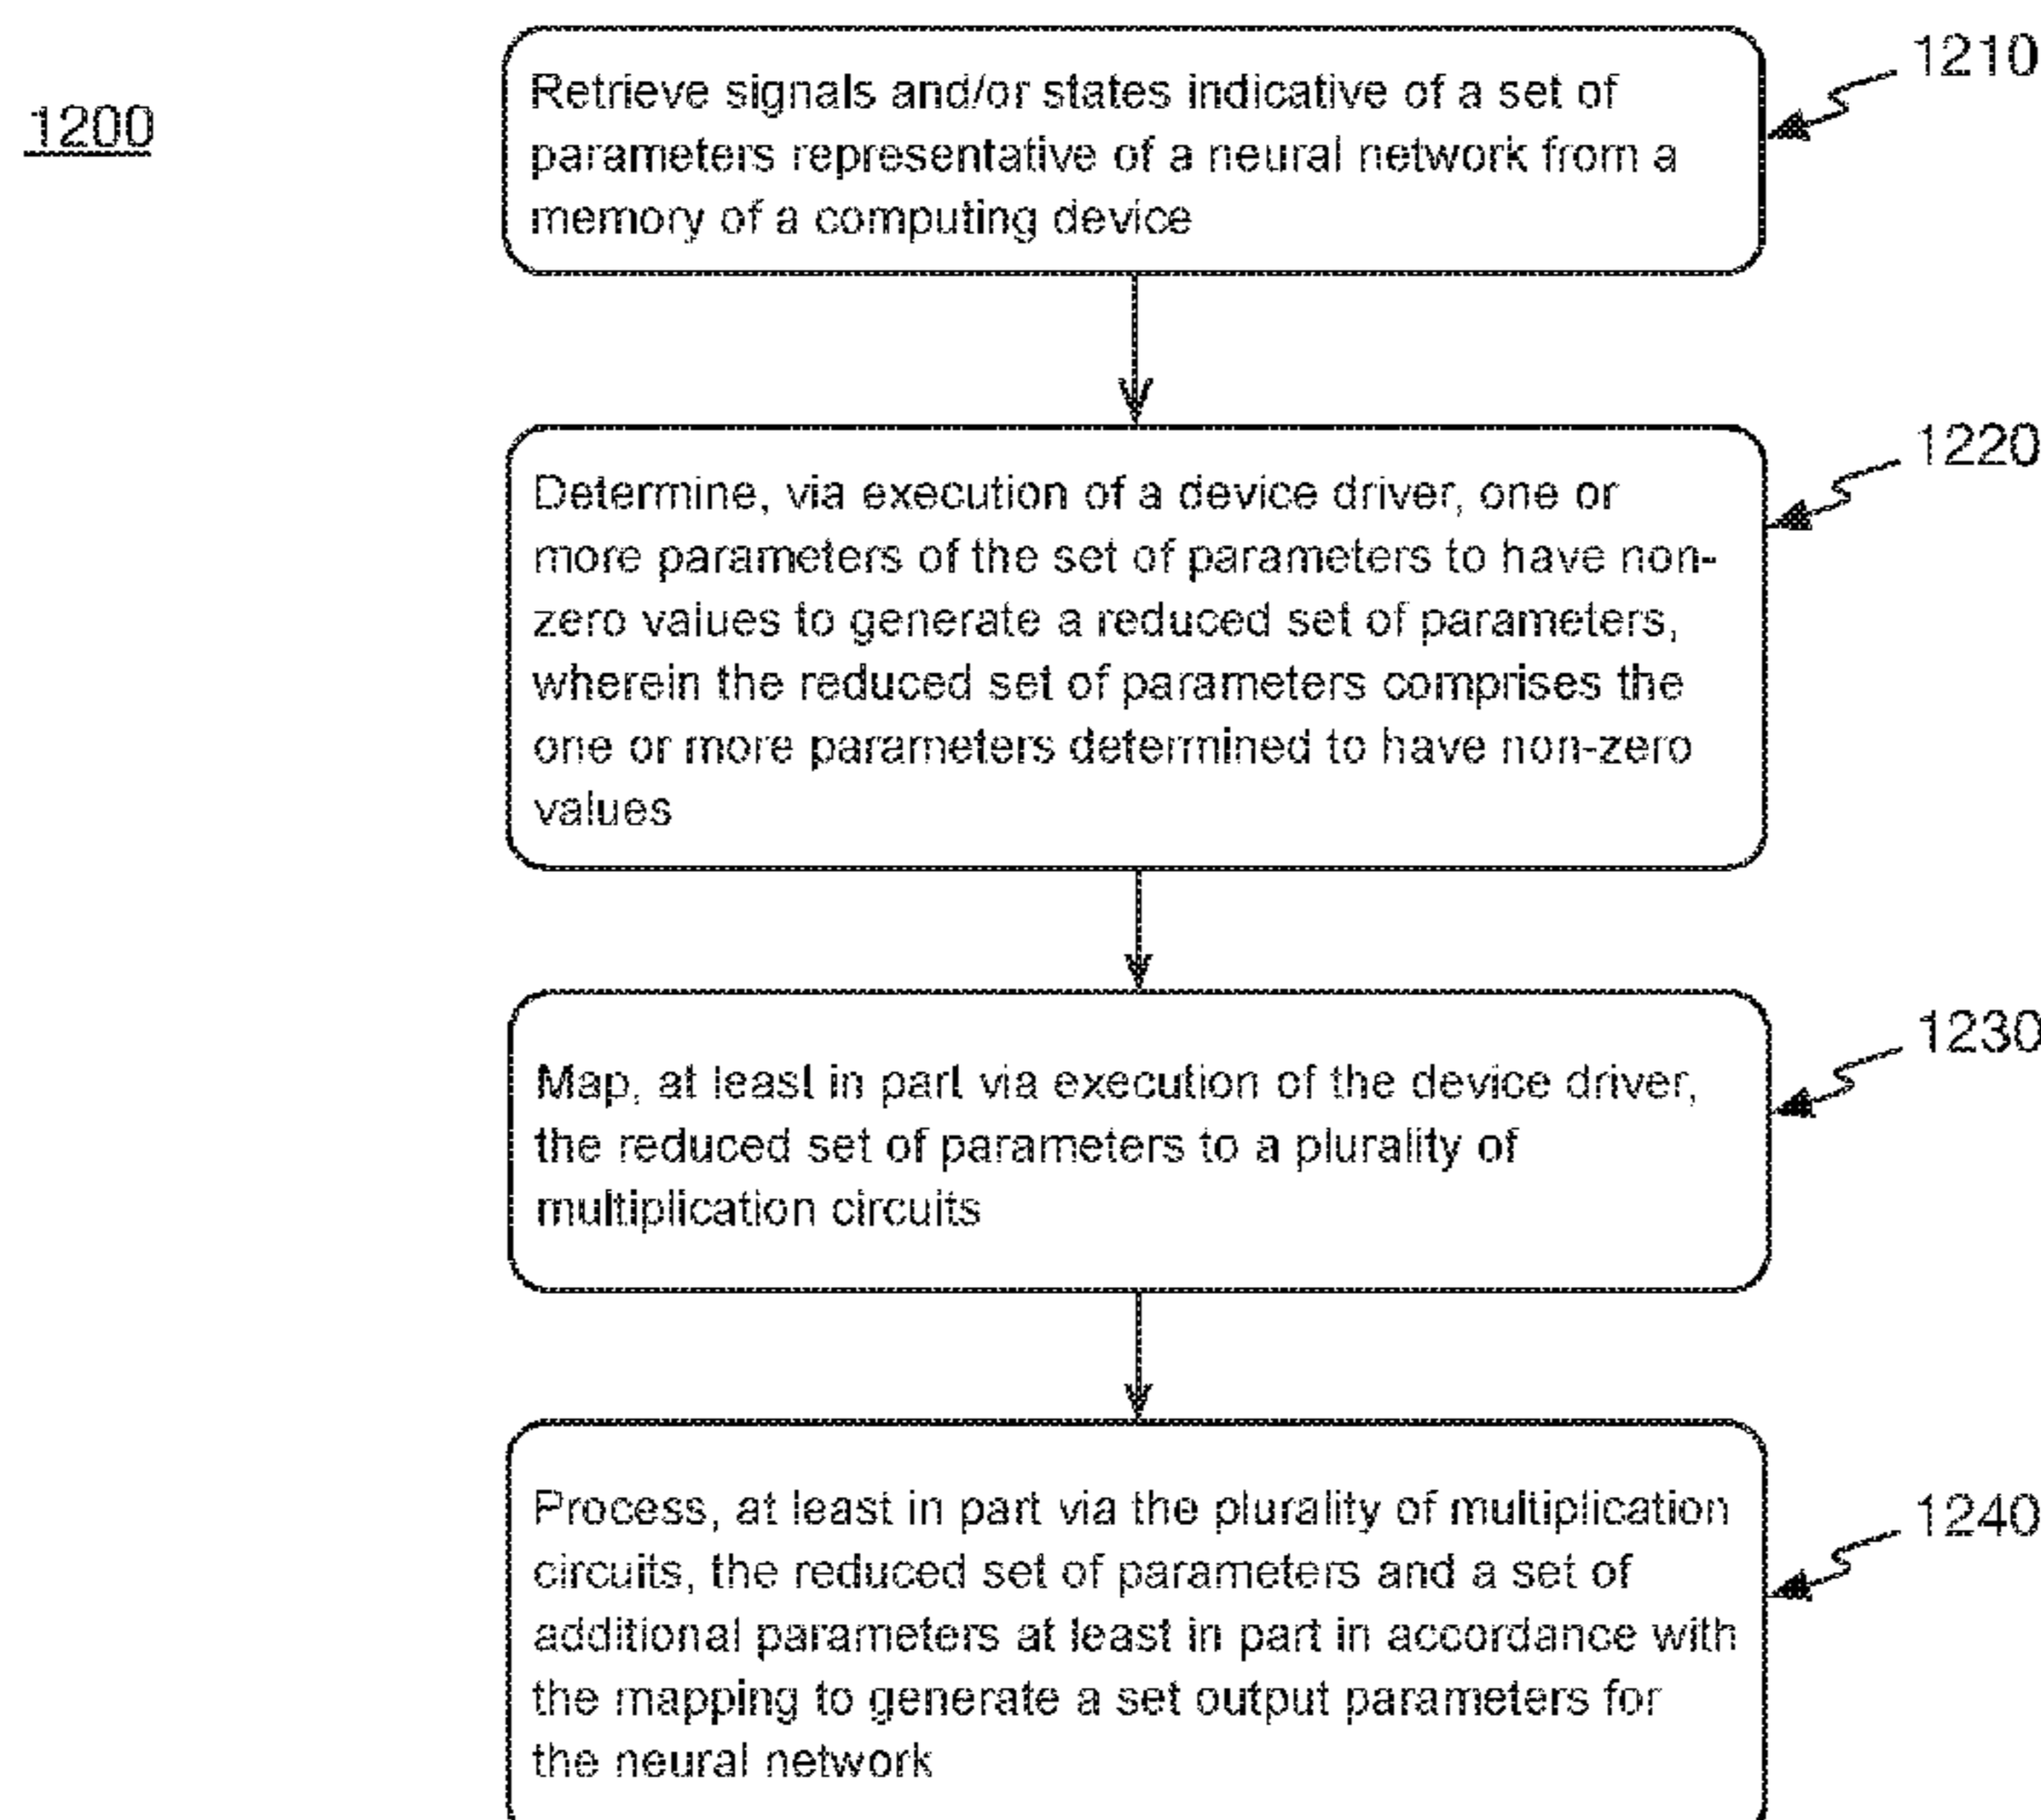 1200
Retrieve signals and/or states indicative of a set of
parameters representative of a neural network from a
memory of a computing device
1210
Determine, via execution of a device driver, one or
more parameters of the set of parameters to have non-
zero values to generate a reduced set of parameters,
wherein the reduced set of parameters comprises the
one or more parameters determined to have non-zero
values
1220
Map, at least in part via execution of the device driver,
the reduced set of parameters to a plurality of
multiplication circuits
1230
Process, at least in part via the plurality of multiplication
circuits, the reduced set of parameters and a set of
additional parameters at least in part in accordance with
the mapping to generate a set output parameters for
the neural network
1240